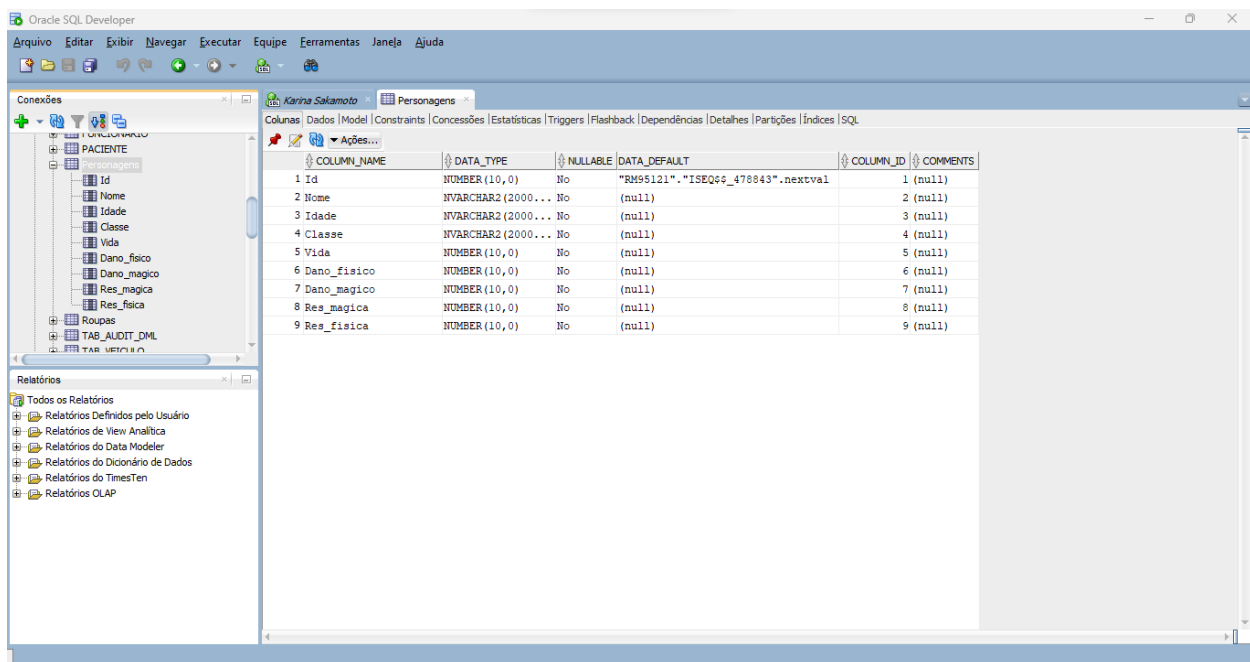 Oracle SQL Developer
Arquivo Editar Exibir Navegar Executar Equipe Ferramentas Janela Ajuda
Conexões
FUNCIONARIO
PACIENTE
Personagens
Id
Nome
Idade
Classe
Vida
Dano_fisico
Dano_magico
Res_magica
Res_fisica
Roupas
TAB_AUDIT_DML
TAB_VEICULO
Relatórios
Todos os Relatórios
Relatórios Definidos pelo Usuário
Relatórios de View Analítica
Relatórios do Data Modeler
Relatórios do Dicionário de Dados
Relatórios do TimesTen
Relatórios OLAP
Karina Sakamoto Personagens
Colunas Dados |Model |Constraints |Concessões |Estatísticas |Triggers |Flashback |Dependências |Detalhes |Partições |Índices |SQL
Ações...
COLUMN_NAME DATA_TYPE NULLABLE DATA_DEFAULT COLUMN_ID COMMENTS
1 Id NUMBER(10,0) No "RM95121"."ISEQ$$_478843".nextval 1 (null)
2 Nome NVARCHAR2(2000... No (null) 2 (null)
3 Idade NVARCHAR2(2000... No (null) 3 (null)
4 Classe NVARCHAR2(2000... No (null) 4 (null)
5 Vida NUMBER(10,0) No (null) 5 (null)
6 Dano_fisico NUMBER(10,0) No (null) 6 (null)
7 Dano_magico NUMBER(10,0) No (null) 7 (null)
8 Res_magica NUMBER(10,0) No (null) 8 (null)
9 Res_fisica NUMBER(10,0) No (null) 9 (null)